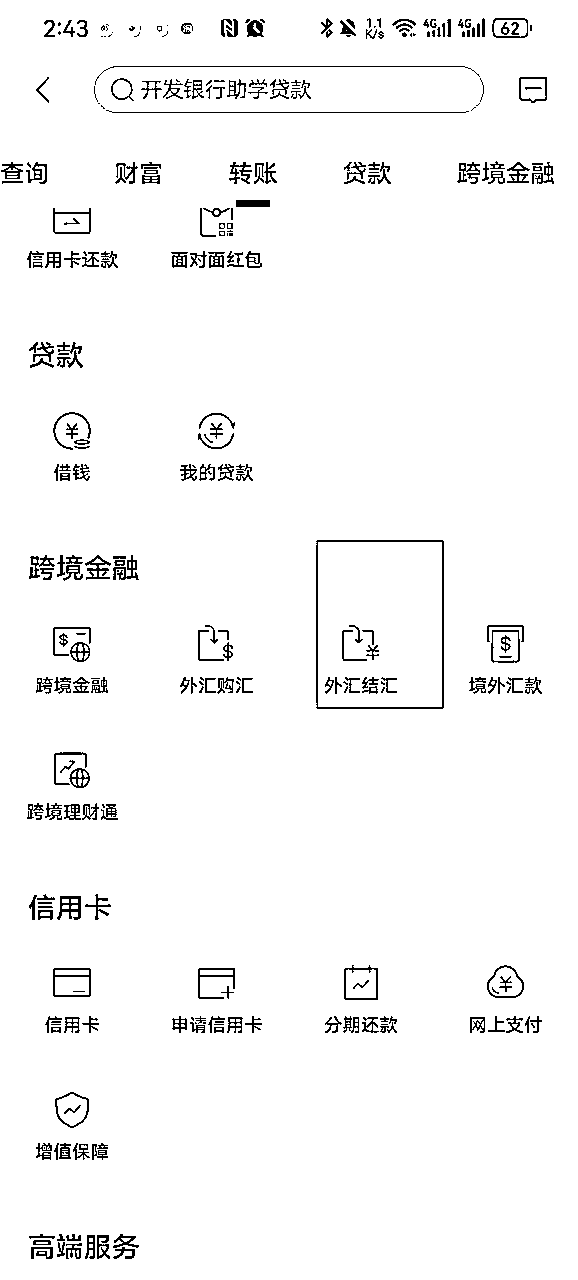 2:43 1.1 K/s 4G 4G 62
开发银行助学贷款
查询 财富 转账 贷款 跨境金融
信用卡还款 面对面红包
贷款
借钱 我的贷款
跨境金融
跨境金融 外汇购汇 外汇结汇 境外汇款
跨境理财通
信用卡
信用卡 申请信用卡 分期还款 网上支付
增值保障
高端服务